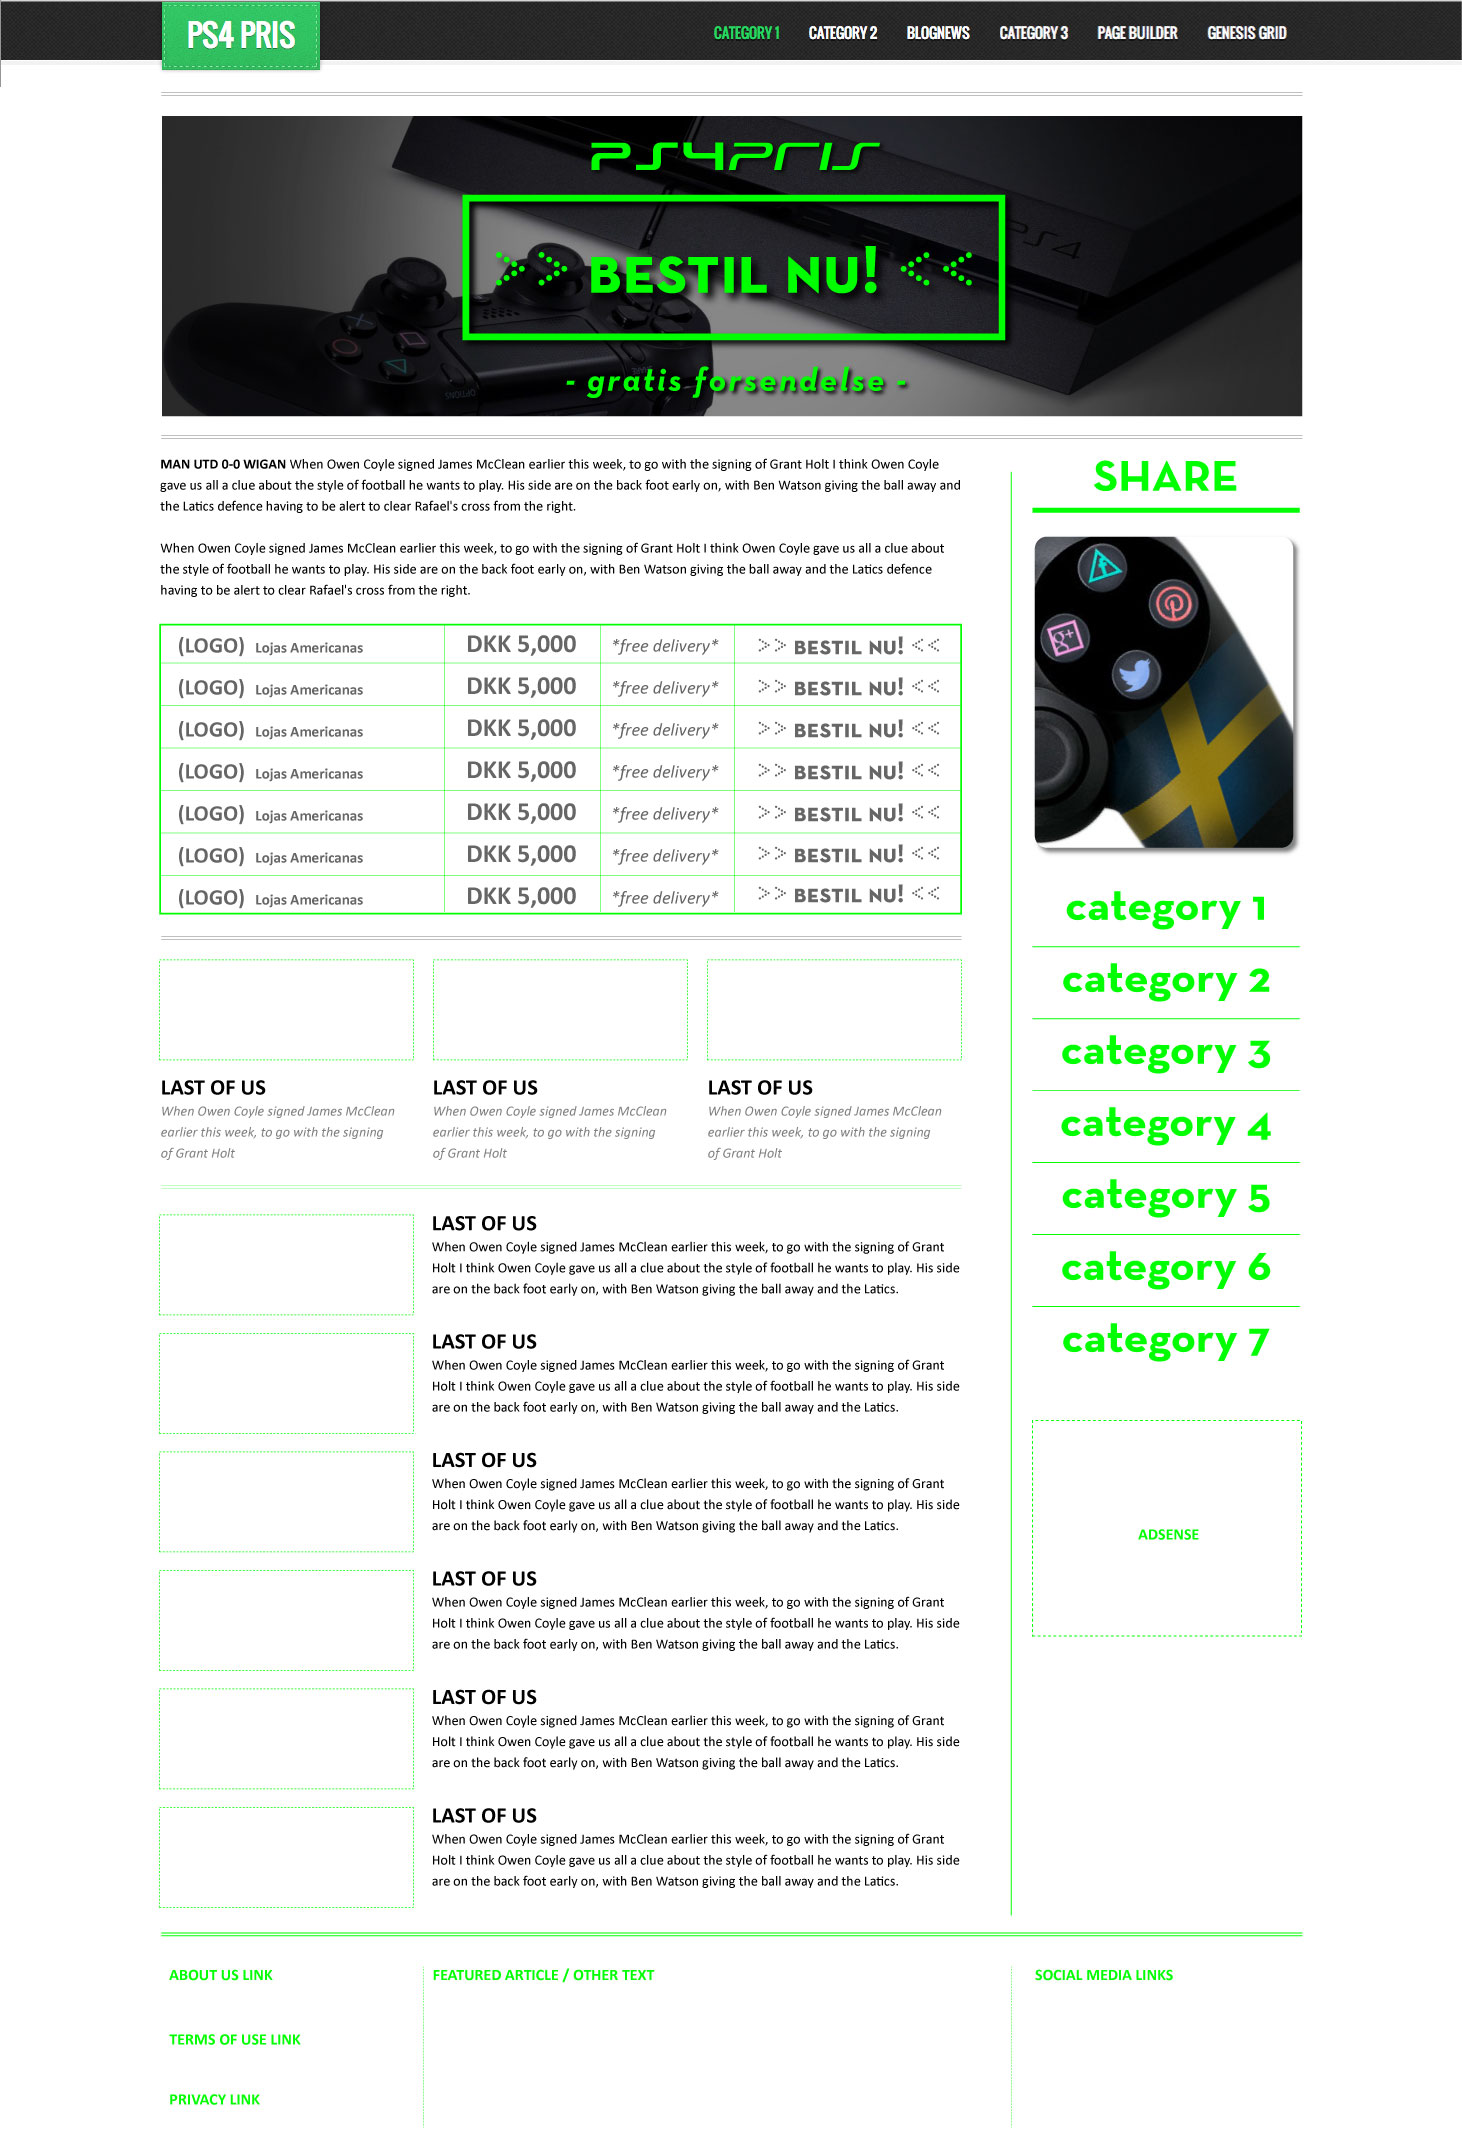 PS4 PRIS
CATEGORY 1 CATEGORY 2 BLOGNEWS CATEGORY 3 PAGE BUILDER GENESIS GRID
PS4PRIS
PS4
>> BESTIL NU! <<
OPTIONS
- gratis forsendelse -
MAN UTD 0-0 WIGAN When Owen Coyle signed James McClean earlier this week, to go with the signing of Grant Holt I think Owen Coyle
gave us all a clue about the style of football he wants to play. His side are on the back foot early on, with Ben Watson giving the ball away and
the Latics defence having to be alert to clear Rafael's cross from the right.
When Owen Coyle signed James McClean earlier this week, to go with the signing of Grant Holt I think Owen Coyle gave us all a clue about
the style of football he wants to play. His side are on the back foot early on, with Ben Watson giving the ball away and the Latics defence
having to be alert to clear Rafael's cross from the right.
(LOGO) Lojas Americanas DKK 5,000 *free delivery* >> BESTIL NU! <<
(LOGO) Lojas Americanas DKK 5,000 *free delivery* >> BESTIL NU! <<
(LOGO) Lojas Americanas DKK 5,000 *free delivery* >> BESTIL NU! <<
(LOGO) Lojas Americanas DKK 5,000 *free delivery* >> BESTIL NU! <<
(LOGO) Lojas Americanas DKK 5,000 *free delivery* >> BESTIL NU! <<
(LOGO) Lojas Americanas DKK 5,000 *free delivery* >> BESTIL NU! <<
(LOGO) Lojas Americanas DKK 5,000 *free delivery* >> BESTIL NU! <<
LAST OF US
When Owen Coyle signed James McClean
earlier this week, to go with the signing
of Grant Holt
LAST OF US
When Owen Coyle signed James McClean
earlier this week, to go with the signing
of Grant Holt
LAST OF US
When Owen Coyle signed James McClean
earlier this week, to go with the signing
of Grant Holt
LAST OF US
When Owen Coyle signed James McClean earlier this week, to go with the signing of Grant
Holt I think Owen Coyle gave us all a clue about the style of football he wants to play. His side
are on the back foot early on, with Ben Watson giving the ball away and the Latics.
LAST OF US
When Owen Coyle signed James McClean earlier this week, to go with the signing of Grant
Holt I think Owen Coyle gave us all a clue about the style of football he wants to play. His side
are on the back foot early on, with Ben Watson giving the ball away and the Latics.
LAST OF US
When Owen Coyle signed James McClean earlier this week, to go with the signing of Grant
Holt I think Owen Coyle gave us all a clue about the style of football he wants to play. His side
are on the back foot early on, with Ben Watson giving the ball away and the Latics.
LAST OF US
When Owen Coyle signed James McClean earlier this week, to go with the signing of Grant
Holt I think Owen Coyle gave us all a clue about the style of football he wants to play. His side
are on the back foot early on, with Ben Watson giving the ball away and the Latics.
LAST OF US
When Owen Coyle signed James McClean earlier this week, to go with the signing of Grant
Holt I think Owen Coyle gave us all a clue about the style of football he wants to play. His side
are on the back foot early on, with Ben Watson giving the ball away and the Latics.
LAST OF US
When Owen Coyle signed James McClean earlier this week, to go with the signing of Grant
Holt I think Owen Coyle gave us all a clue about the style of football he wants to play. His side
are on the back foot early on, with Ben Watson giving the ball away and the Latics.
SHARE
g+
category 1
category 2
category 3
category 4
category 5
category 6
category 7
ADSENSE
ABOUT US LINK
TERMS OF USE LINK
PRIVACY LINK
FEATURED ARTICLE / OTHER TEXT
SOCIAL MEDIA LINKS